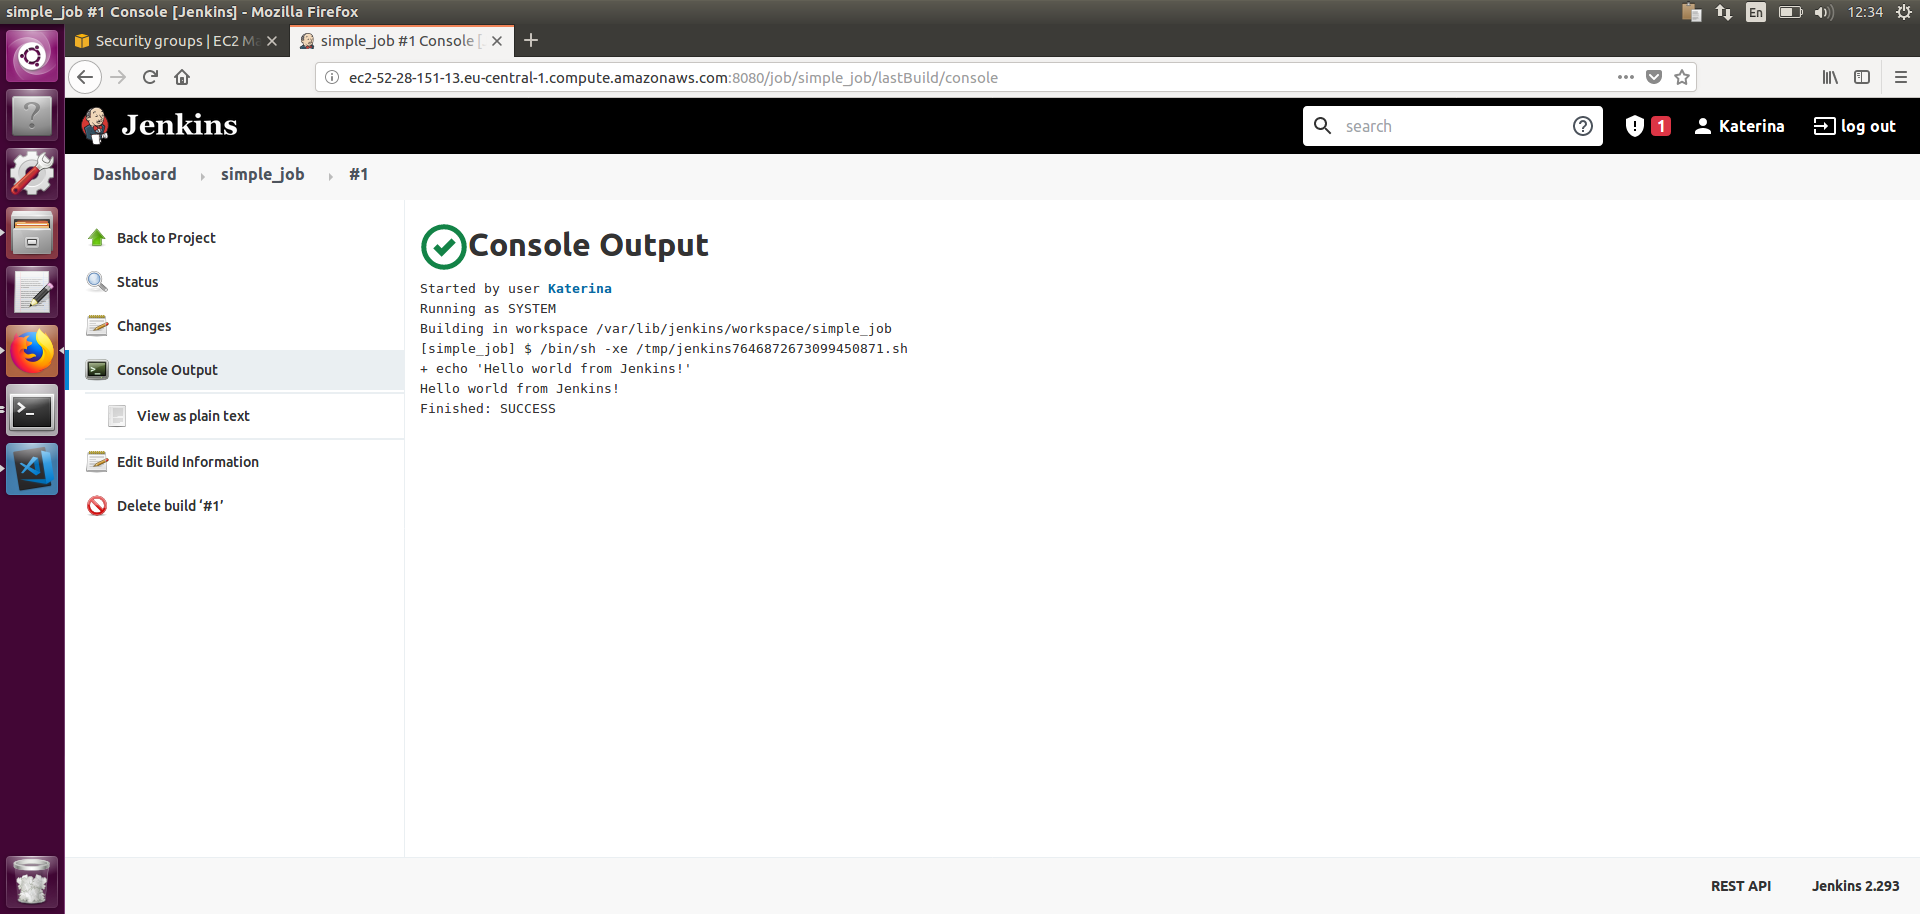 simple_job #1 Console [Jenkins] - Mozilla Firefox
En
12:34
Security groups | EC2 Ma
simple_job #1 Console [
ec2-52-28-151-13.eu-central-1.compute.amazonaws.com:8080/job/simple_job/lastBuild/console
Jenkins
search
1
Katerina
log out
Dashboard
simple_job
#1
Back to Project
Status
Changes
Console Output
View as plain text
Edit Build Information
Delete build ‘#1’
Console Output
Started by user Katerina
Running as SYSTEM
Building in workspace /var/lib/jenkins/workspace/simple_job
[simple_job] $ /bin/sh -xe /tmp/jenkins7646872673099450871.sh
+ echo 'Hello world from Jenkins!'
Hello world from Jenkins!
Finished: SUCCESS
REST API
Jenkins 2.293